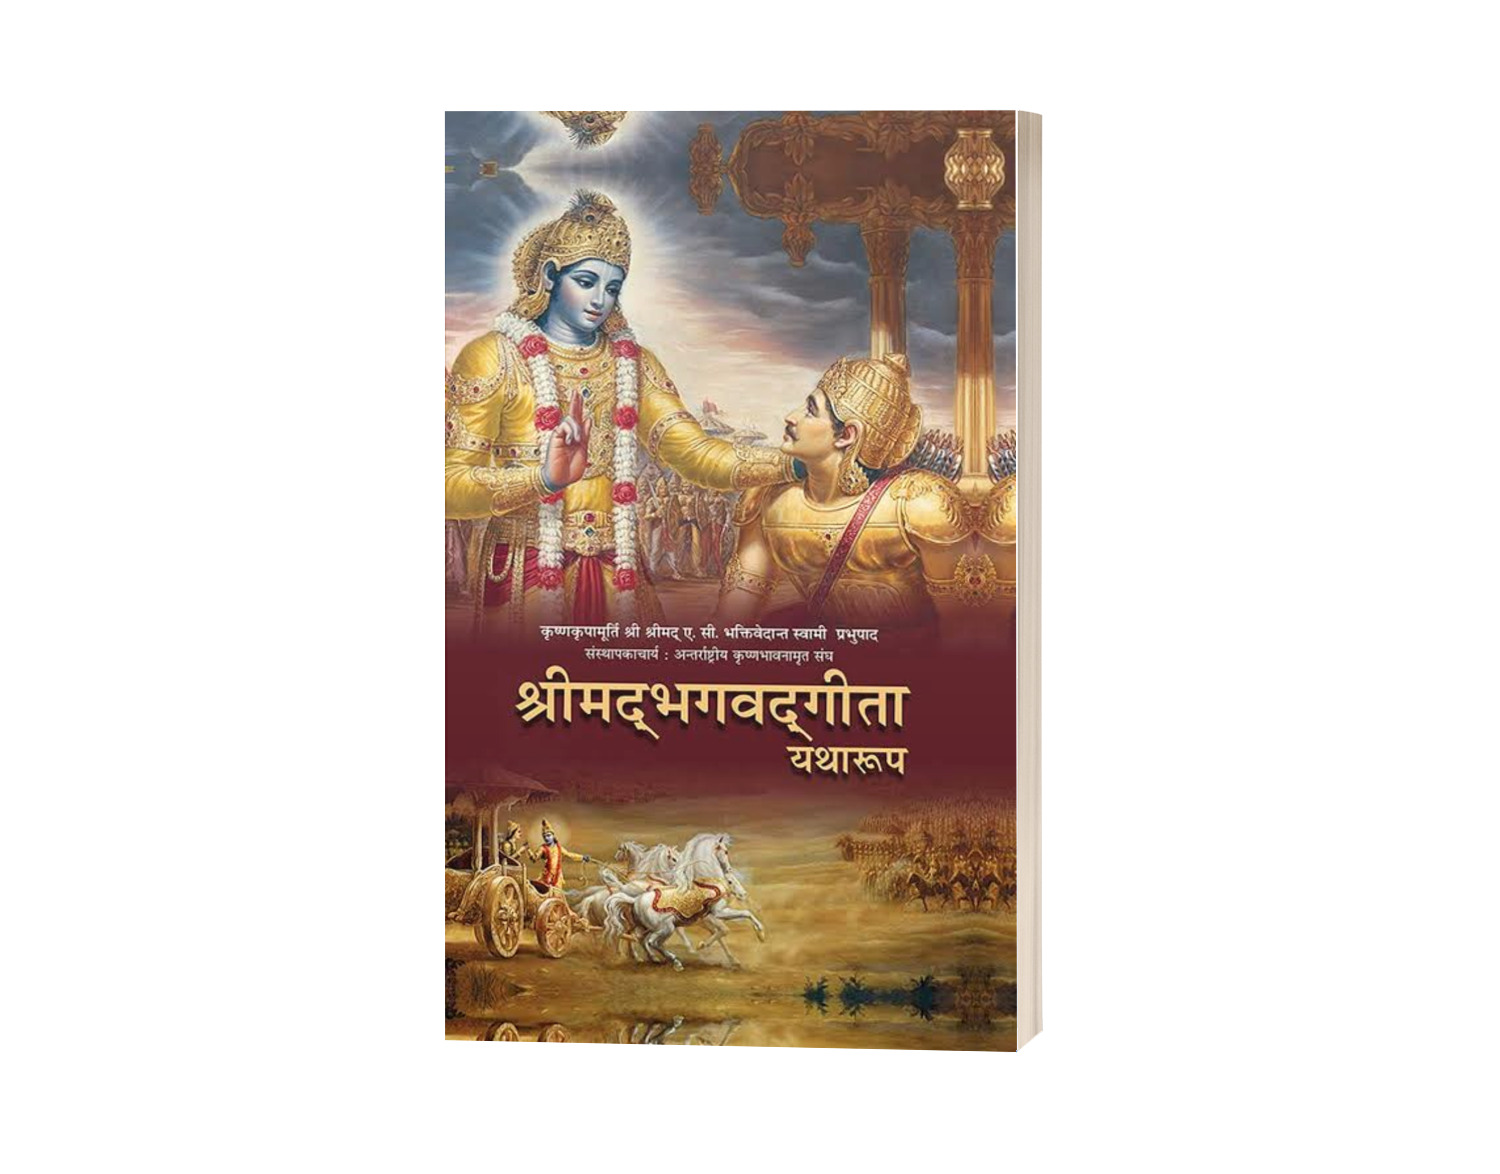 कृष्णकृपामूर्ति श्री श्रीमद् ए. सी. भक्तिवेदान्त स्वामी प्रभुपाद
संस्थापकाचार्य : अन्तर्राष्ट्रीय कृष्णभावनामृत संघ
श्रीमद्भगवद्गीता
यथारूप